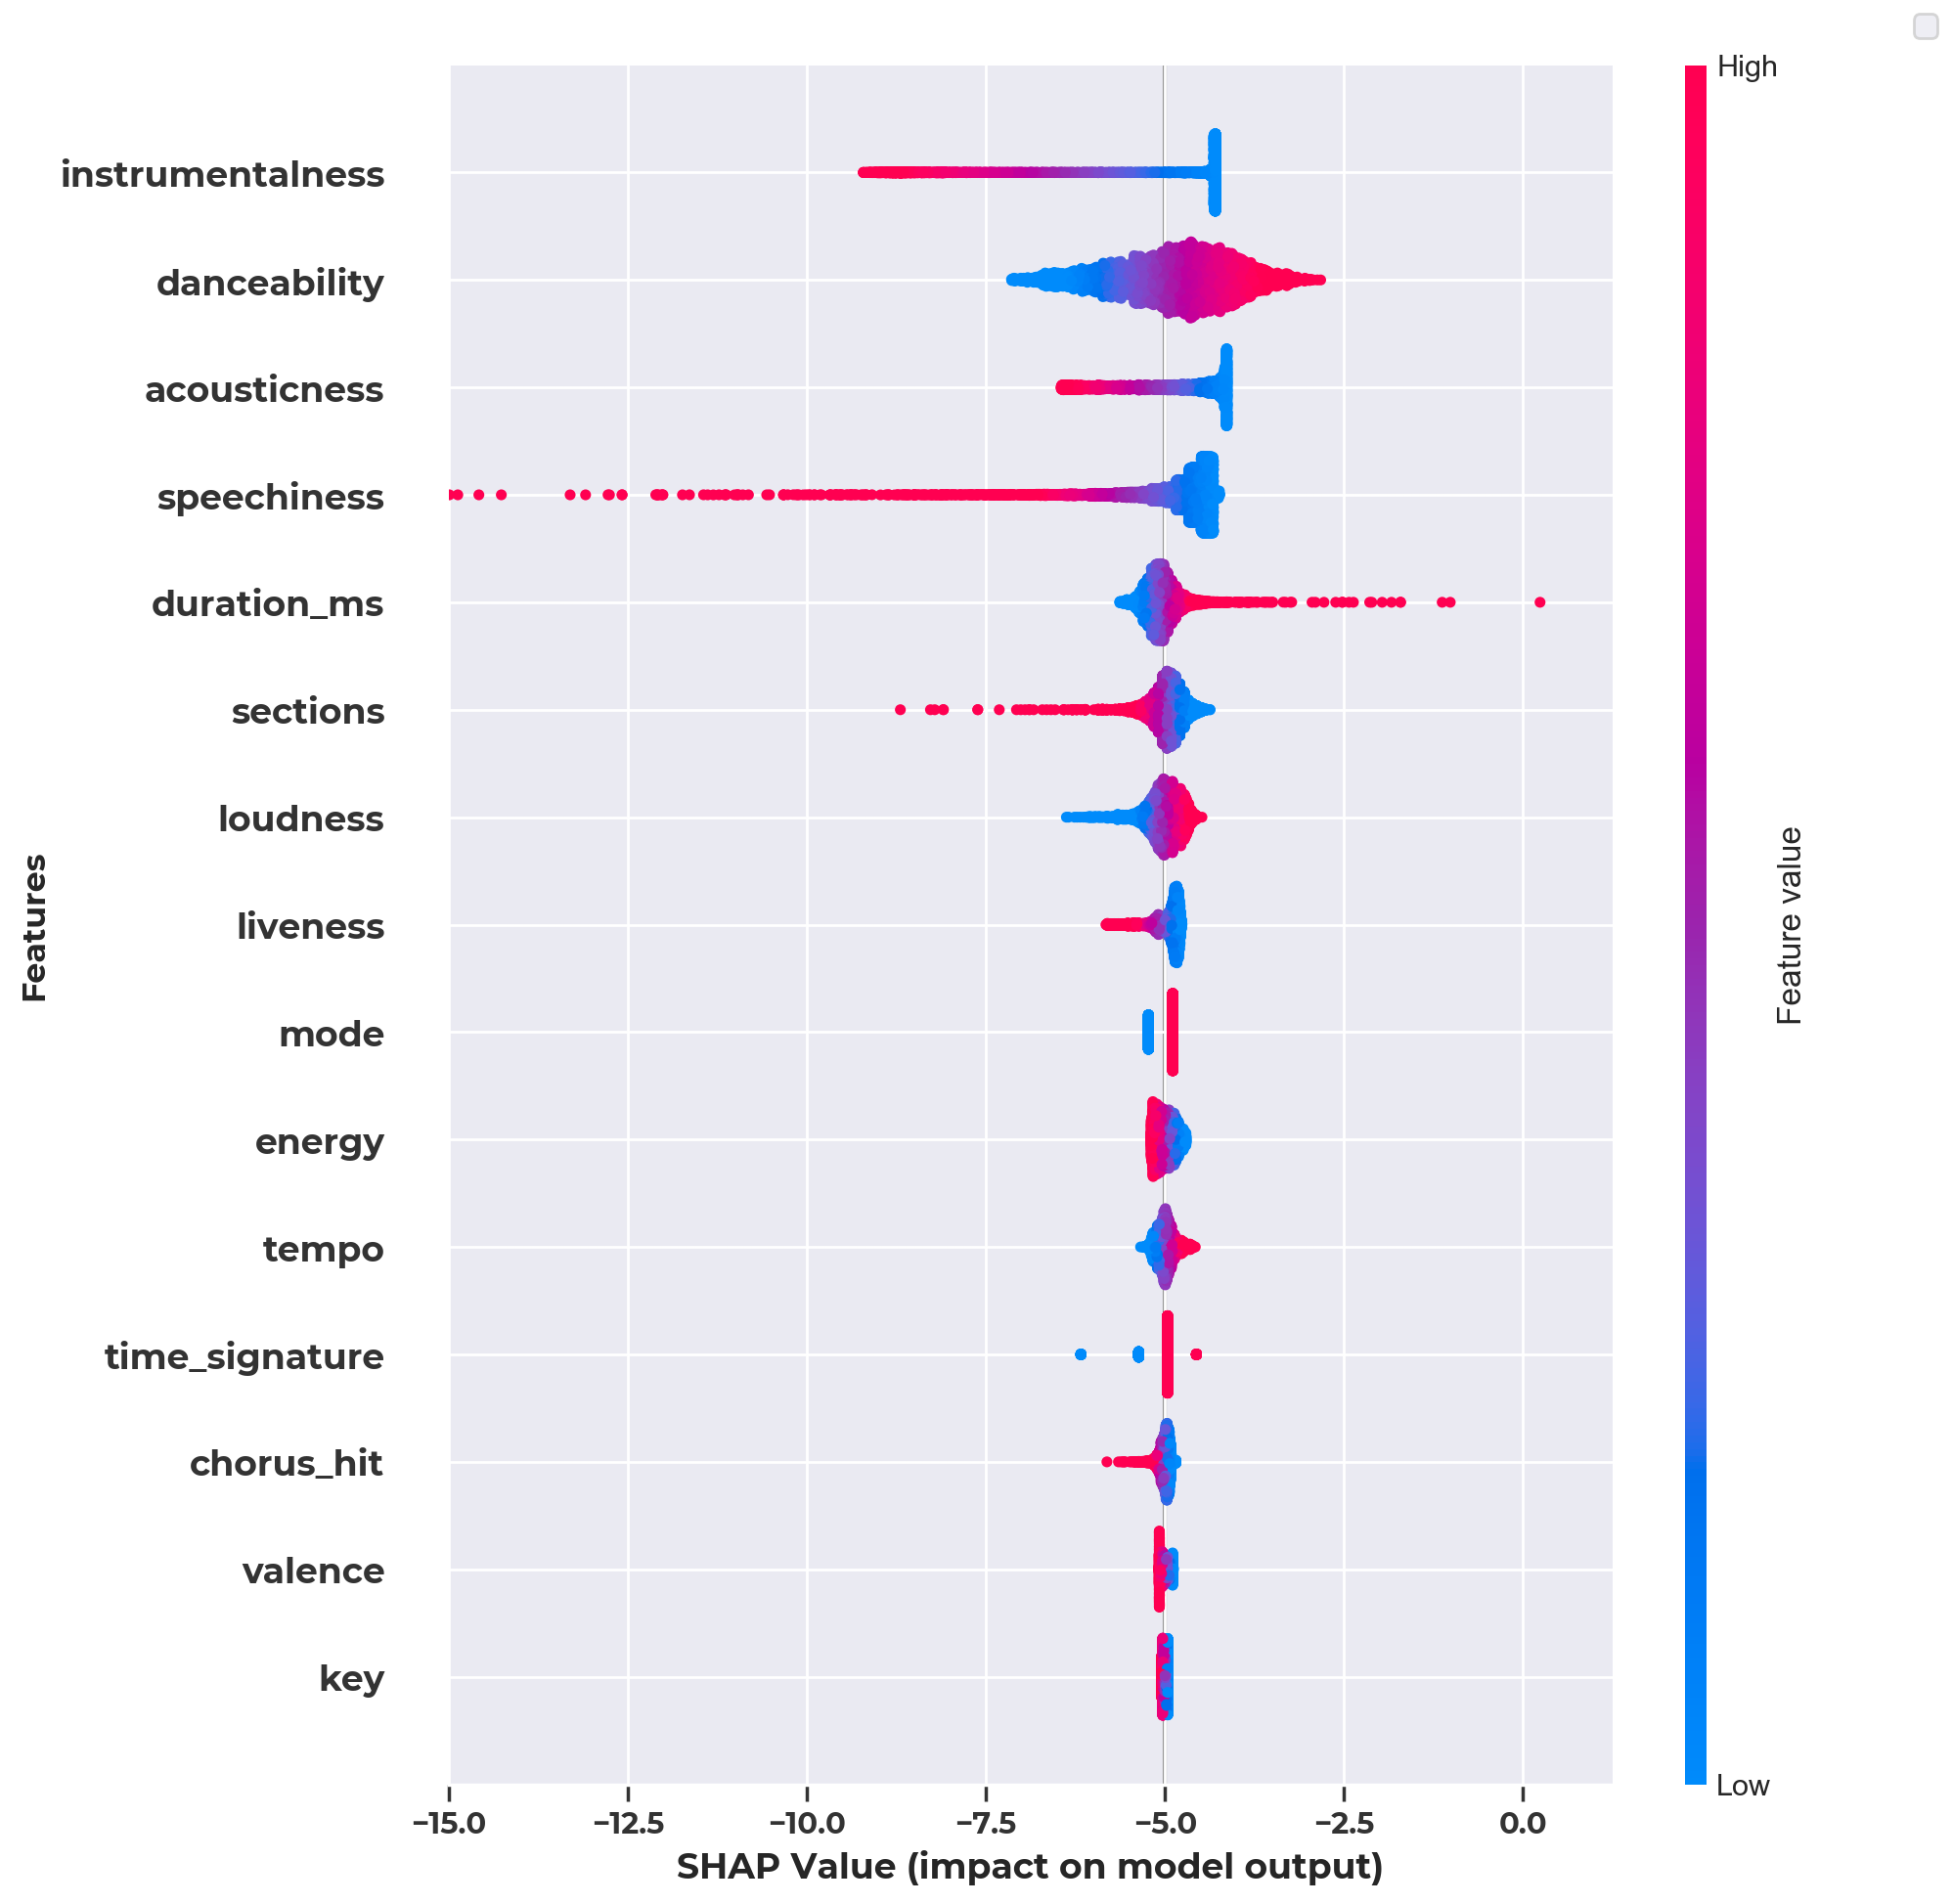 High
instrumentalness
danceability
acousticness
speechiness
duration_ms
sections
loudness
Features
Feature value
liveness
mode
energy
tempo
time_signature
chorus_hit
valence
key
Low
−15.0 −12.5 −10.0 −7.5 −5.0 −2.5 0.0
SHAP Value (impact on model output)